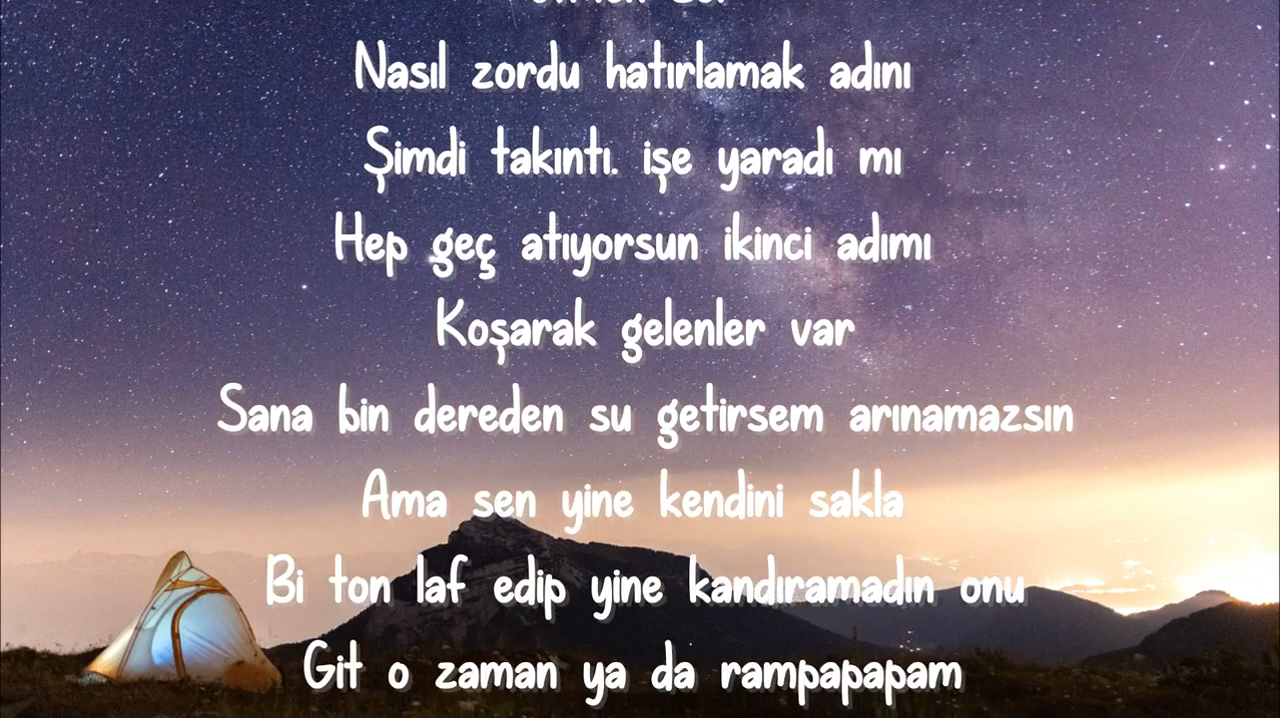 Nasıl zordu hatırlamak adını
Şimdi takıntı. işe yaradı mı
Hep geç atıyorsun ikinci adımı
Koşarak gelenler var
Sana bin dereden su getirsem arınamazsın
Ama sen yine kendini sakla
Bi ton laf edip yine kandıramadın onu
Git o zaman ya da rampapapam